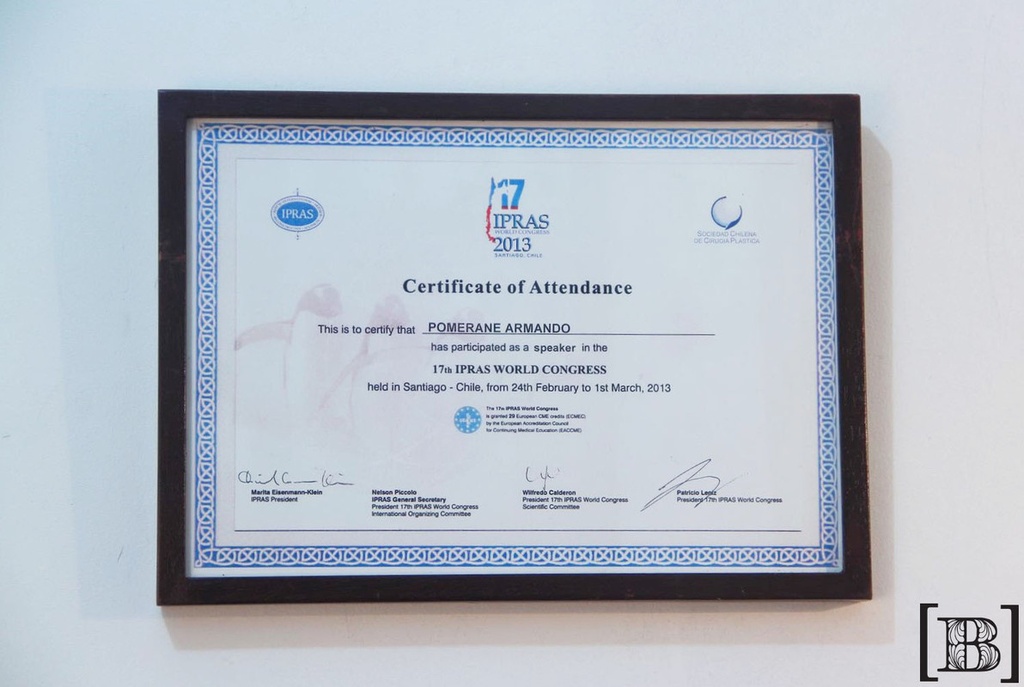 IPRAS
17
IPRAS
WORLD CONGRESS
2013
SANTIAGO, CHILE
SOCIEDAD CHILENA
DE CIRUGIA PLASTICA
Certificate of Attendance
This is to certify that POMERANE ARMANDO
has participated as a speaker in the
17th IPRAS WORLD CONGRESS
held in Santiago - Chile, from 24th February to 1st March, 2013
The 17th IPRAS World Congress
is granted 29 European CME credits (ECMEC)
by the European Accreditation Council
for Continuing Medical Education (EACCME)
Marita Eisenmann-Klein
IPRAS President
Nelson Piccolo
IPRAS General Secretary
President 17th IPRAS World Congress
International Organizing Committee
Wilfredo Calderon
President 17th IPRAS World Congress
Scientific Committee
Patricio Leniz
President 17th IPRAS World Congress
[B]